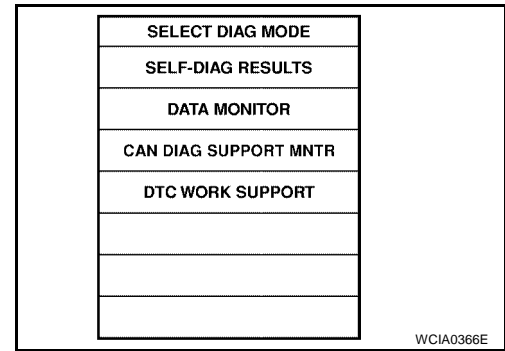 SELECT DIAG MODE
SELF-DIAG RESULTS
DATA MONITOR
CAN DIAG SUPPORT MNTR
DTC WORK SUPPORT
WCIA0366E